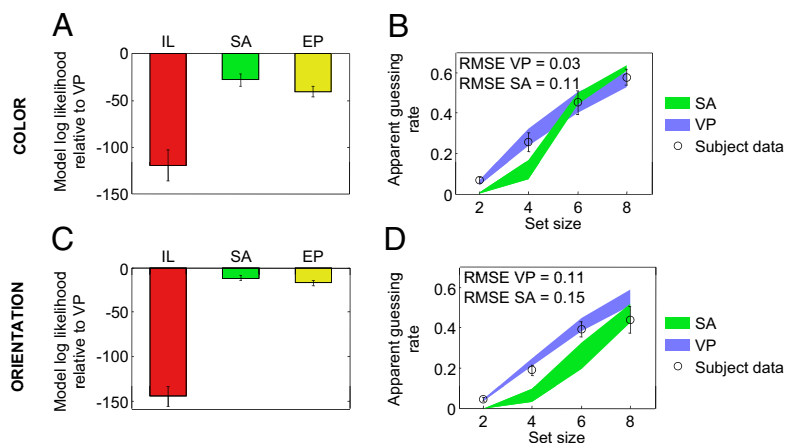 A
IL SA EP
0
-50
-100
-150
Model log likelihood
relative to VP
COLOR
B
RMSE VP = 0.03
RMSE SA = 0.11
0.6
0.4
0.2
0
2 4 6 8
Set size
Apparent guessing
rate
SA
VP
Subject data
C
IL SA EP
0
-50
-100
-150
Model log likelihood
relative to VP
ORIENTATION
D
RMSE VP = 0.11
RMSE SA = 0.15
0.6
0.4
0.2
0
2 4 6 8
Set size
Apparent guessing
rate
SA
VP
Subject data